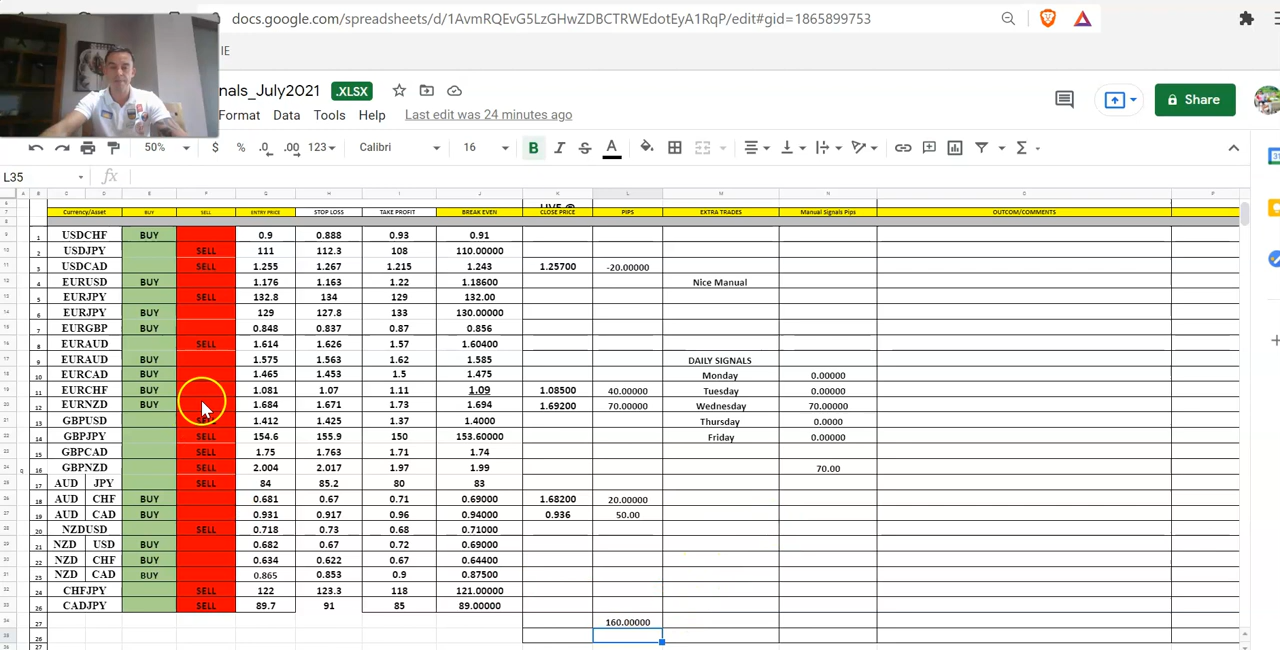 docs.google.com/spreadsheets/d/1AvmRQEvG5LzGHwZDBCTRWEdotEyA1RqP/edit#gid=1865899753
IE
nals_July2021 .XLSX
Share
Format Data Tools Help Last edit was 24 minutes ago
50% $ % .0 .00 123 Calibri 16 B I S A
L35 fx
C D E F G H I J K L M N O P
LIVE @
Currency/Asset BUY SELL ENTRY PRICE STOP LOSS TAKE PROFIT BREAK EVEN CLOSE PRICE PIPS EXTRA TRADES Manual Signals Pips OUTCOM/COMMENTS
1 USDCHF BUY 0.9 0.888 0.93 0.91
2 USDJPY SELL 111 112.3 108 110.00000
3 USDCAD SELL 1.255 1.267 1.215 1.243 1.25700 -20.00000
4 EURUSD BUY 1.176 1.163 1.22 1.18600 Nice Manual
5 EURJPY SELL 132.8 134 129 132.00
6 EURJPY BUY 129 127.8 133 130.00000
7 EURGBP BUY 0.848 0.837 0.87 0.856
8 EURAUD SELL 1.614 1.626 1.57 1.60400
9 EURAUD BUY 1.575 1.563 1.62 1.585 DAILY SIGNALS
10 EURCAD BUY 1.465 1.453 1.5 1.475 Monday 0.00000
11 EURCHF BUY 1.081 1.07 1.11 1.09 1.08500 40.00000 Tuesday 0.00000
12 EURNZD BUY 1.684 1.671 1.73 1.694 1.69200 70.00000 Wednesday 70.00000
13 GBPUSD SELL 1.412 1.425 1.37 1.4000 Thursday 0.0000
14 GBPJPY SELL 154.6 155.9 150 153.60000 Friday 0.00000
15 GBPCAD SELL 1.75 1.763 1.71 1.74
16 GBPNZD SELL 2.004 2.017 1.97 1.99 70.00
17 AUD JPY SELL 84 85.2 80 83
18 AUD CHF BUY 0.681 0.67 0.71 0.69000 1.68200 20.00000
19 AUD CAD BUY 0.931 0.917 0.96 0.94000 0.936 50.00
20 NZDUSD SELL 0.718 0.73 0.68 0.71000
21 NZD USD BUY 0.682 0.67 0.72 0.69000
22 NZD CHF BUY 0.634 0.622 0.67 0.64400
23 NZD CAD BUY 0.865 0.853 0.9 0.87500
24 CHFJPY SELL 122 123.3 118 121.00000
26 CADJPY SELL 89.7 91 85 89.00000
27 160.00000
26
27